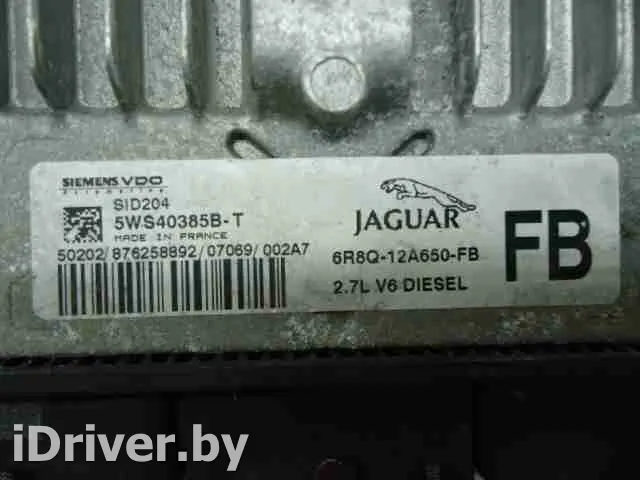 SIEMENS VDO
Automotive
SID204
5WS40385B-T
MADE IN FRANCE
50202/876258892/07069/002A7
JAGUAR
6R8Q-12A650-FB
2.7L V6 DIESEL
FB
iDriver.by